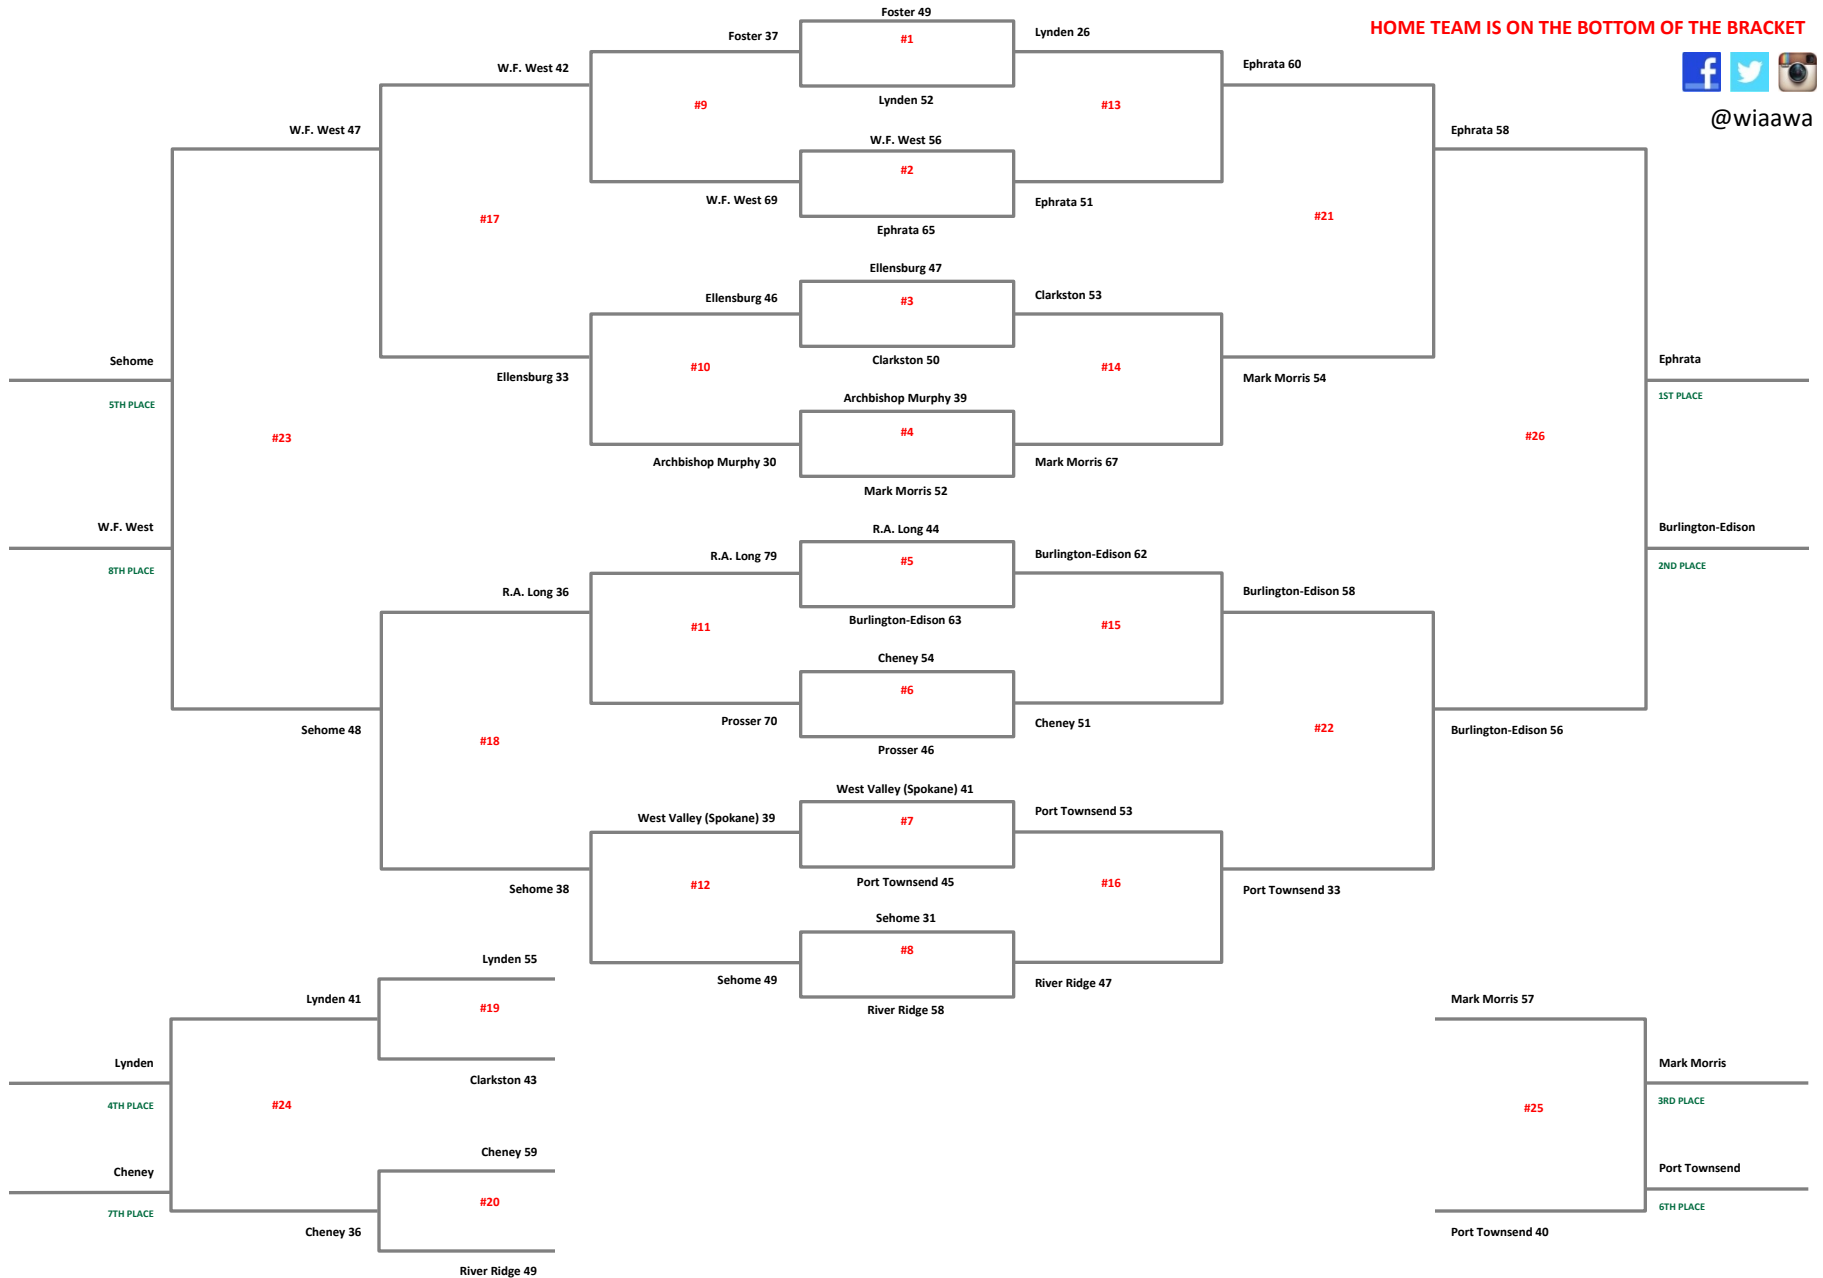 Foster 49
HOME TEAM IS ON THE BOTTOM OF THE BRACKET
Foster 37
#1
Lynden 26
W.F. West 42
Ephrata 60
#9
Lynden 52
#13
@wiaawa
W.F. West 47
W.F. West 56
Ephrata 58
#2
W.F. West 69
Ephrata 51
#17
#21
Ephrata 65
Ellensburg 47
Ellensburg 46
#3
Clarkston 53
Sehome
Clarkston 50
Ephrata
#10
#14
Ellensburg 33
Mark Morris 54
5TH PLACE
Archbishop Murphy 39
1ST PLACE
#4
#23
#26
Archbishop Murphy 30
Mark Morris 67
Mark Morris 52
W.F. West
R.A. Long 44
Burlington-Edison
R.A. Long 79
#5
Burlington-Edison 62
8TH PLACE
2ND PLACE
R.A. Long 36
Burlington-Edison 58
#11
Burlington-Edison 63
#15
Cheney 54
#6
Prosser 70
Cheney 51
Sehome 48
#18
#22
Burlington-Edison 56
Prosser 46
West Valley (Spokane) 41
West Valley (Spokane) 39
#7
Port Townsend 53
Sehome 38
#12
Port Townsend 45
#16
Port Townsend 33
Sehome 31
#8
Lynden 55
Sehome 49
River Ridge 47
Lynden 41
#19
River Ridge 58
Mark Morris 57
Lynden
Clarkston 43
Mark Morris
4TH PLACE
#24
#25
3RD PLACE
Cheney 59
Cheney
Port Townsend
#20
7TH PLACE
6TH PLACE
Cheney 36
Port Townsend 40
River Ridge 49